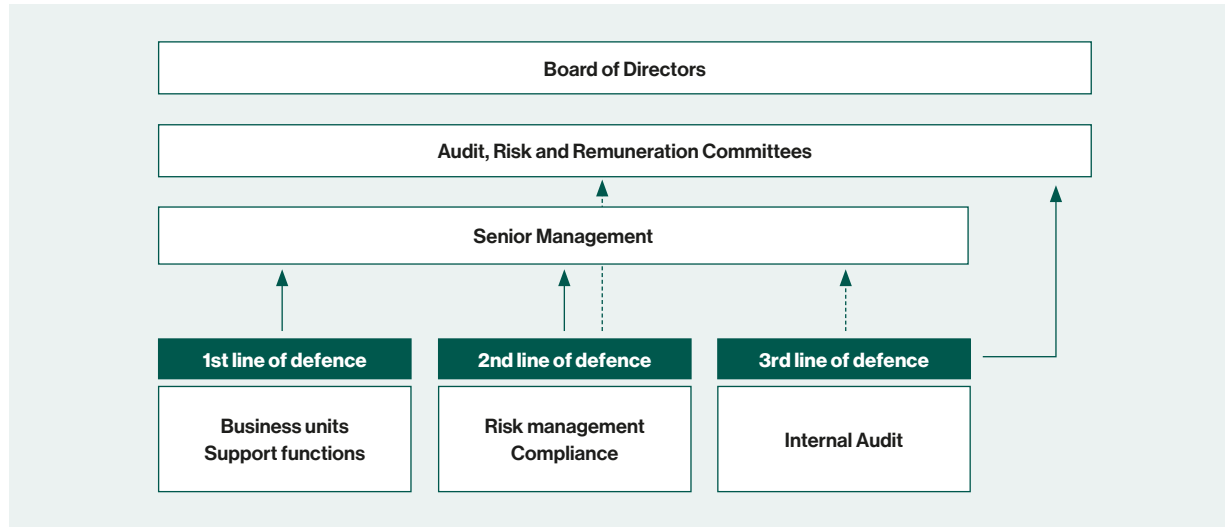 Board of Directors
Audit, Risk and Remuneration Committees
Senior Management
1st line of defence
2nd line of defence
3rd line of defence
Business units
Support functions
Risk management
Compliance
Internal Audit